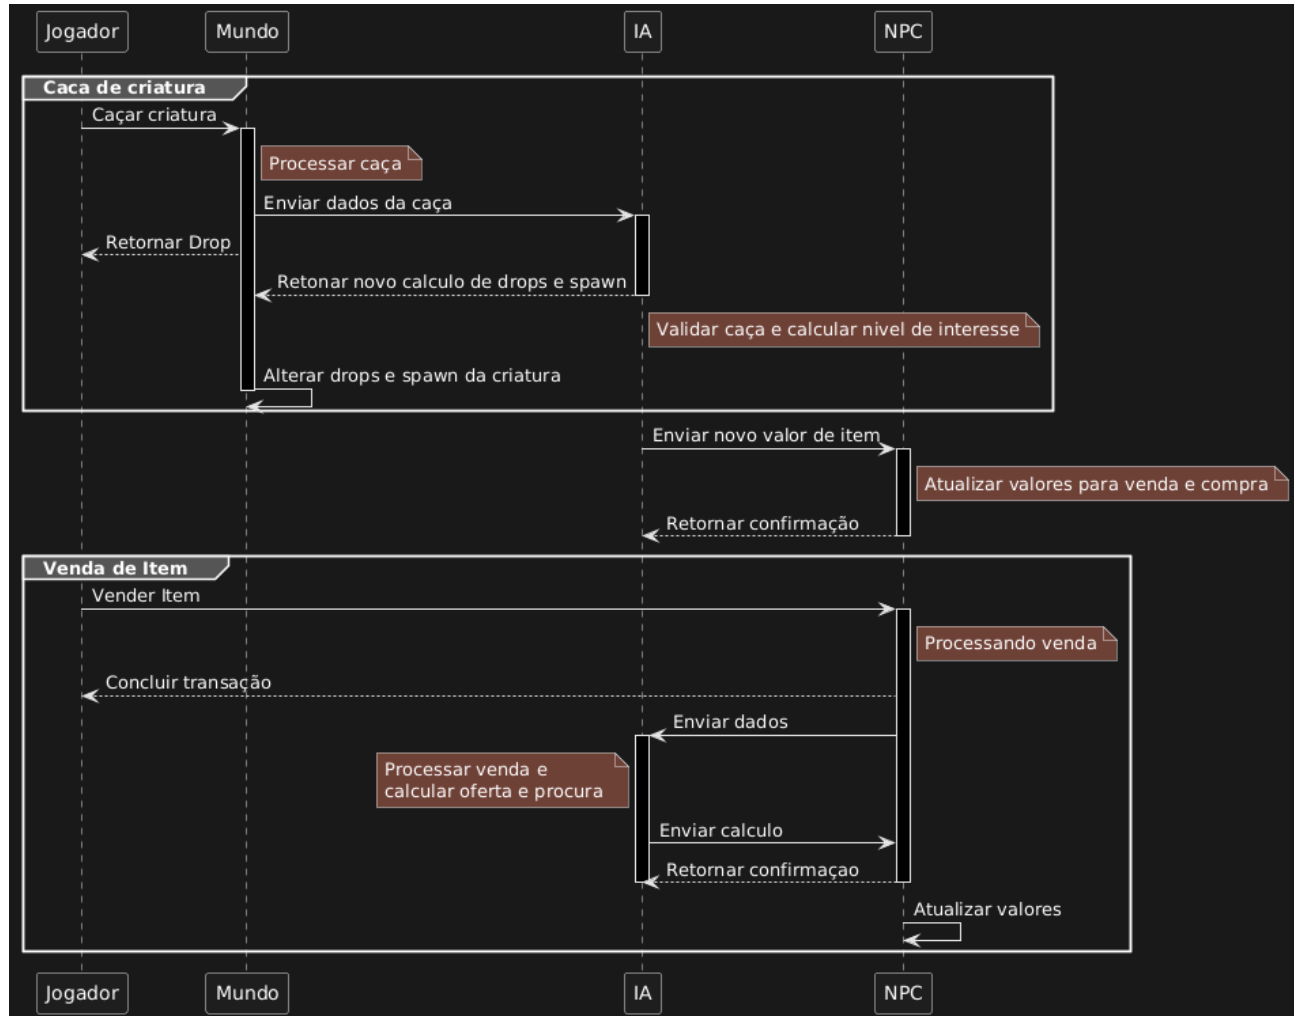 Jogador
Mundo
IA
NPC
Caca de criatura
Caçar criatura
Processar caça
Enviar dados da caça
Retornar Drop
Retonar novo calculo de drops e spawn
Validar caça e calcular nivel de interesse
Alterar drops e spawn da criatura
Enviar novo valor de item
Atualizar valores para venda e compra
Retornar confirmação
Venda de Item
Vender Item
Processando venda
Concluir transação
Enviar dados
Processar venda e
calcular oferta e procura
Enviar calculo
Retornar confirmaçao
Atualizar valores
Jogador
Mundo
IA
NPC